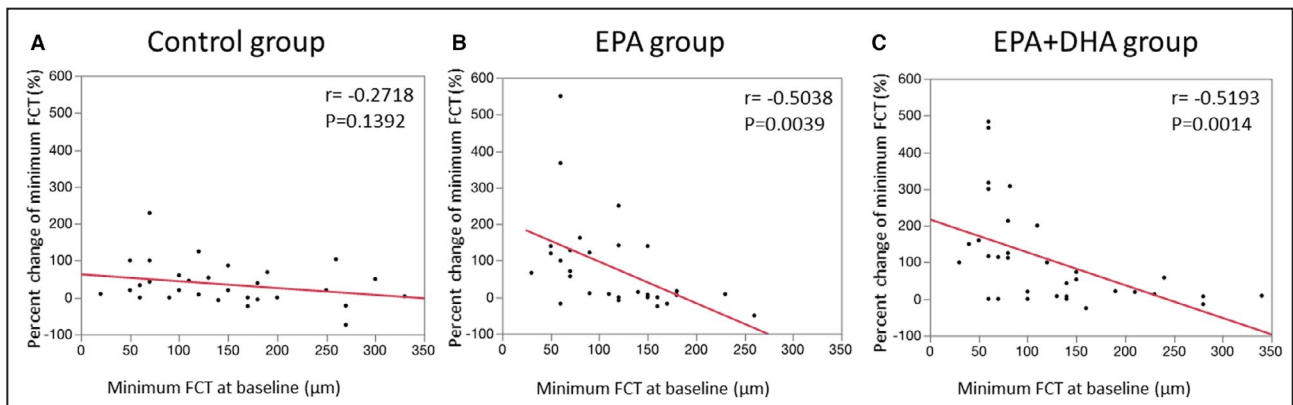 A Control group
r= -0.2718
P=0.1392
Percent change of minimum FCT (%)
600
500
400
300
200
100
0
-100
0 50 100 150 200 250 300 350
Minimum FCT at baseline (μm)
B EPA group
r= -0.5038
P=0.0039
Percent change of minimum FCT (%)
600
500
400
300
200
100
0
-100
0 50 100 150 200 250 300 350
Minimum FCT at baseline (μm)
C EPA+DHA group
r= -0.5193
P=0.0014
Percent change of minimum FCT (%)
600
500
400
300
200
100
0
-100
0 50 100 150 200 250 300 350
Minimum FCT at baseline (μm)